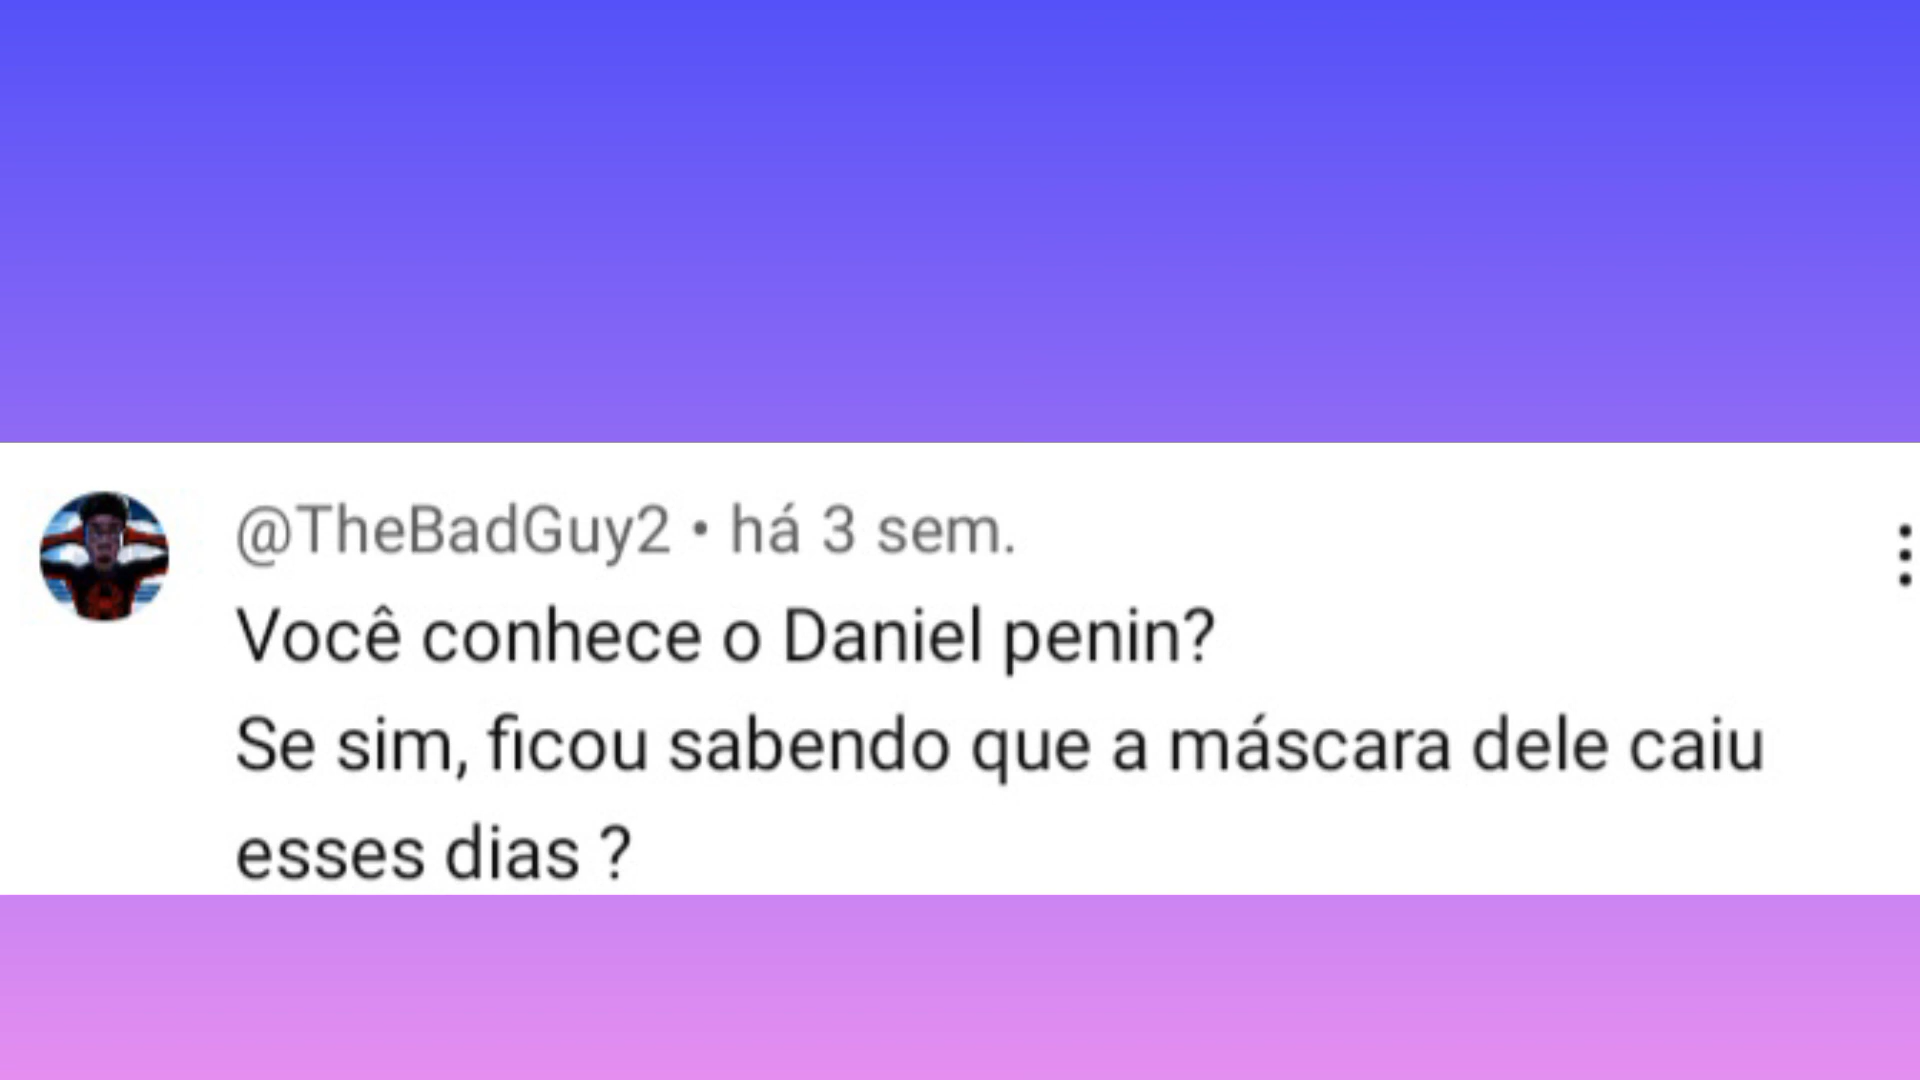 @TheBadGuy2 • há 3 sem.
Você conhece o Daniel penin?
Se sim, ficou sabendo que a máscara dele caiu
esses dias ?